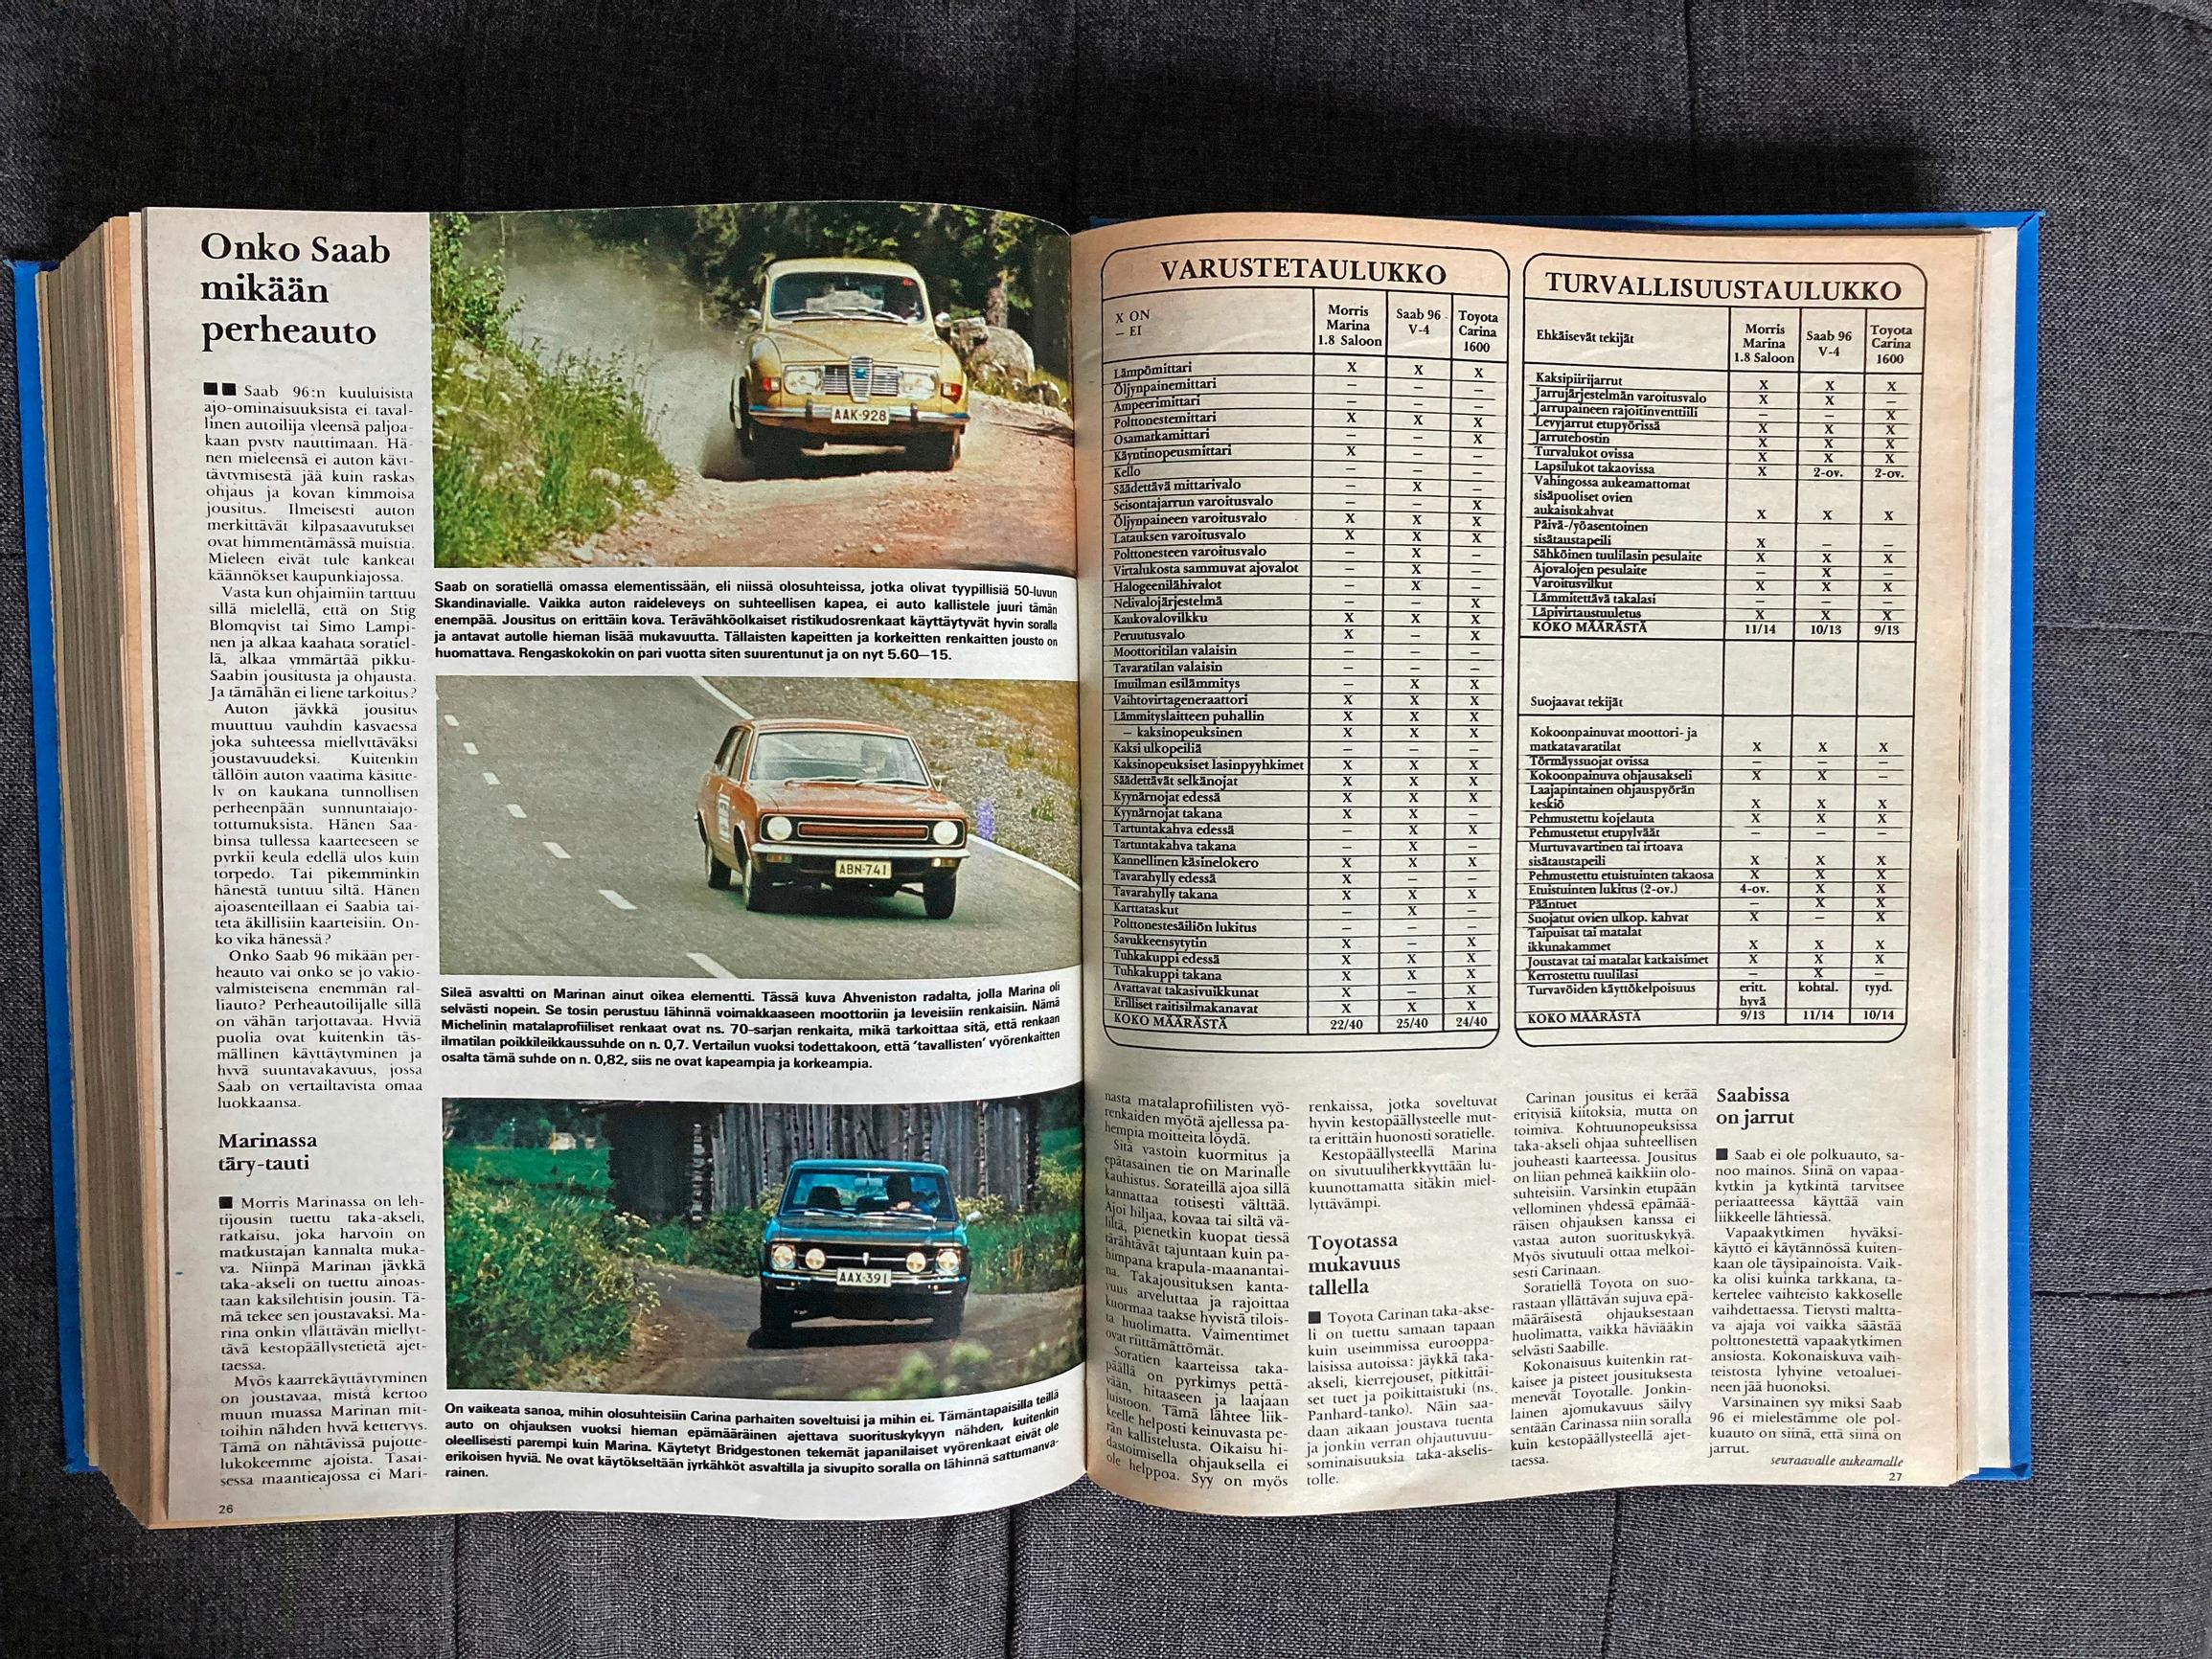 Onko Saab
mikään
perheauto
■■ Saab 96:n kuuluisista
ajo-ominaisuuksista ei taval-
linen autoilija yleensä paljoa-
kaan pysty nauttimaan. Hä-
nen mieleensä ei auton käyt-
täytymisestä jää kuin raskas
ohjaus ja kovan kimmoisa
jousitus. Ilmeisesti auton
merkittävät kilpasaavutukset
ovat himmentämässä muistia.
Mieleen eivät tule kankeat
käännökset kaupunkiajossa.
Vasta kun ohjaimiin tarttuu
sillä mielellä, että on Stig
Blomqvist tai Simo Lampi-
nen ja alkaa kaahata soratiel-
lä, alkaa ymmärtää pikku-
Saabin jousitusta ja ohjausta.
Ja tämähän ei liene tarkoitus?
Auton jäykkä jousitus
muuttuu vauhdin kasvaessa
joka suhteessa miellyttäväksi
joustavuudeksi. Kuitenkin
tällöin auton vaatima käsitte-
ly on kaukana tunnollisen
perheenpään sunnuntaiajo-
tottumuksista. Hänen Saa-
binsa tullessa kaarteeseen se
pyrkii keula edellä ulos kuin
torpedo. Tai pikemminkin
hänestä tuntuu siltä. Hänen
ajoasenteillaan ei Saabia tai-
teta äkillisiin kaarteisiin. On-
ko vika hänessä?
Onko Saab 96 mikään per-
heauto vai onko se jo vakio-
valmisteisena enemmän ral-
liauto? Perheautoilijalle sillä
on vähän tarjottavaa. Hyviä
puolia ovat kuitenkin täs-
mällinen käyttäytyminen ja
hyvä suuntavakavuus, jossa
Saab on vertailtavista omaa
luokkaansa.
Marinassa
täry-tauti
■ Morris Marinassa on leh-
tijousin tuettu taka-akseli,
ratkaisu, joka harvoin on
matkustajan kannalta muka-
va. Niinpä Marinan jäykkä
taka-akseli on tuettu ainoas-
taan kaksilehtisin jousin. Tä-
mä tekee sen joustavaksi. Ma-
rina onkin yllättävän miellyt-
tävä kestopäällystetietä ajet-
taessa.
Myös kaarrekäyttäytyminen
on joustavaa, mistä kertoo
muun muassa Marinan mit-
toihin nähden hyvä ketteryys.
Tämä on nähtävissä pujotte-
lukokeemme ajoista. Tasai-
sessa maantieajossa ei Mari-
26
AAK-928
Saab on soratiellä omassa elementissään, eli niissä olosuhteissa, jotka olivat tyypillisiä 50-luvun
Skandinavialle. Vaikka auton raideleveys on suhteellisen kapea, ei auto kallistele juuri tämän
enempää. Jousitus on erittäin kova. Terävähköolkaiset ristikudosrenkaat käyttäytyvät hyvin soralla
ja antavat autolle hieman lisää mukavuutta. Tällaisten kapeitten ja korkeitten renkaitten jousto on
huomattava. Rengaskokokin on pari vuotta siten suurentunut ja on nyt 5.60—15.
ABN-741
Sileä asvaltti on Marinan ainut oikea elementti. Tässä kuva Ahveniston radalta, jolla Marina oli
selvästi nopein. Se tosin perustuu lähinnä voimakkaaseen moottoriin ja leveisiin renkaisiin. Nämä
Michelinin matalaprofiiliset renkaat ovat ns. 70-sarjan renkaita, mikä tarkoittaa sitä, että renkaan
ilmatilan poikkileikkaussuhde on n. 0,7. Vertailun vuoksi todettakoon, että 'tavallisten' vyörenkaitten
osalta tämä suhde on n. 0,82, siis ne ovat kapeampia ja korkeampia.
AAX-391
On vaikeata sanoa, mihin olosuhteisiin Carina parhaiten soveltuisi ja mihin ei. Tämäntapaisilla teillä
auto on ohjauksen vuoksi hieman epämääräinen ajettava suorituskykyyn nähden, kuitenkin
oleellisesti parempi kuin Marina. Käytetyt Bridgestonen tekemät japanilaiset vyörenkaat eivät ole
erikoisen hyviä. Ne ovat käytökseltään jyrkähköt asvaltilla ja sivupito soralla on lähinnä sattumanva-
rainen.
VARUSTETAULUKKO
X ON
— EI
Morris Marina 1.8 Saloon
Saab 96 V-4
Toyota Carina 1600
Lämpömittari X X X
Öljynpainemittari — — —
Ampeerimittari — — —
Polttonestemittari X X X
Osamatkamittari — — X
Käyntinopeusmittari X — —
Kello — — —
Säädettävä mittarivalo — X —
Seisontajarrun varoitusvalo — — X
Öljynpaineen varoitusvalo X X X
Latauksen varoitusvalo X X X
Polttonesteen varoitusvalo — X —
Virtalukosta sammuvat ajovalot — X —
Halogeenilähivalot — X —
Nelivalojärjestelmä — — X
Kaukovalovilkku X X X
Peruutusvalo X — X
Moottoritilan valaisin — — —
Tavaratilan valaisin — — —
Imuilman esilämmitys — X X
Vaihtovirtageneraattori X X X
Lämmityslaitteen puhallin X X X
— kaksinopeuksinen X X X
Kaksi ulkopeiliä — — —
Kaksinopeuksiset lasinpyyhkimet X X X
Säädettävät selkänojat X X X
Kyynärnojat edessä X X X
Kyynärnojat takana X X —
Tartuntakahva edessä — X X
Tartuntakahva takana — X —
Kannellinen käsinelokero X X X
Tavarahylly edessä X — —
Tavarahylly takana X X X
Karttataskut — X —
Polttonestesäiliön lukitus — — —
Savukkeensytytin X — X
Tuhkakuppi edessä X X X
Tuhkakuppi takana X X X
Avattavat takasivuikkunat X — X
Erilliset raitisilmakanavat X X X
KOKO MÄÄRÄSTÄ 22/40 25/40 24/40
TURVALLISUUSTAULUKKO
Ehkäisevät tekijät
Morris Marina 1.8 Saloon
Saab 96 V-4
Toyota Carina 1600
Kaksipiirijarrut X X X
Jarrujärjestelmän varoitusvalo X X —
Jarrupaineen rajoitinventtiili — — X
Levyjarrut etupyörissä X X X
Jarrutehostin X X X
Turvalukot ovissa X X X
Lapsilukot takaovissa X 2-ov. 2-ov.
Vahingossa aukeamattomat
sisäpuoliset ovien
aukaisukahvat X X X
Päivä-/yöasentoinen
sisätaustapeili X — —
Sähköinen tuulilasin pesulaite X X X
Ajovalojen pesulaite — X —
Varoitusvilkut X X X
Lämmitettävä takalasi — — —
Läpivirtaustuuletus X X X
KOKO MÄÄRÄSTÄ 11/14 10/13 9/13
Suojaavat tekijät
Kokoonpainuvat moottori- ja
matkatavaratilat X X X
Törmäyssuojat ovissa — — —
Kokoonpainuva ohjausakseli X X —
Laajapintainen ohjauspyörän
keskiö X X X
Pehmustettu kojelauta X X X
Pehmustetut etupylväät — — —
Murtuvavartinen tai irtoava
sisätaustapeili X X X
Pehmustettu etuistuinten takaosa X X X
Etuistuinten lukitus (2-ov.) 4-ov. X X
Pääntuet — X X
Suojatut ovien ulkop. kahvat X — X
Taipuisat tai matalat
ikkunakammet X X X
Joustavat tai matalat katkaisimet X X X
Kerrostettu tuulilasi — X —
Turvavöiden käyttökelpoisuus eritt. hyvä kohtal. tyyd.
KOKO MÄÄRÄSTÄ 9/13 11/14 10/14
nasta matalaprofiilisten vyö-
renkaiden myötä ajellessa pa-
hempia moitteita löydä.
Sitä vastoin kuormitus ja
epätasainen tie on Marinalle
kauhistus. Sorateillä ajoa sillä
kannattaa totisesti välttää.
Ajoi hiljaa, kovaa tai siltä vä-
liltä, pienetkin kuopat tiessä
tärähtävät tajuntaan kuin pa-
himpana krapula-maanantai-
na. Takajousituksen kanta-
vuus arveluttaa ja rajoittaa
kuormaa taakse hyvistä tilois-
ta huolimatta. Vaimentimet
ovat riittämättömät.
Soratien kaarteissa taka-
päällä on pyrkimys pettä-
vään, hitaaseen ja laajaan
luistoon. Tämä lähtee liik-
keelle helposti keinuvasta pe-
rän kallistelusta. Oikaisu hi-
dastoimisella ohjauksella ei
ole helppoa. Syy on myös
renkaissa, jotka soveltuvat
hyvin kestopäällysteelle mut-
ta erittäin huonosti soratielle.
Kestopäällysteellä Marina
on sivutuuliherkkyyttään lu-
kuunottamatta sitäkin miel-
lyttävämpi.
Toyotassa
mukavuus
tallella
■ Toyota Carinan taka-akse-
li on tuettu samaan tapaan
kuin useimmissa eurooppa-
laisissa autoissa: jäykkä taka-
akseli, kierrejouset, pitkittäi-
set tuet ja poikittaistuki (ns.
Panhard-tanko). Näin saa-
daan aikaan joustava tuenta
ja jonkin verran ohjautuvuu-
sominaisuuksia taka-akselis-
tolle.
Carinan jousitus ei kerää
erityisiä kiitoksia, mutta on
toimiva. Kohtuunopeuksissa
taka-akseli ohjaa suhteellisen
jouheasti kaarteessa. Jousitus
on liian pehmeä kaikkiin olo-
suhteisiin. Varsinkin etupään
vellominen yhdessä epämää-
räisen ohjauksen kanssa ei
vastaa auton suorituskykyä.
Myös sivutuuli ottaa melkoi-
sesti Carinaan.
Soratiellä Toyota on suo-
rastaan yllättävän sujuva epä-
määräisestä ohjauksestaan
huolimatta, vaikka häviääkin
selvästi Saabille.
Kokonaisuus kuitenkin rat-
kaisee ja pisteet jousituksesta
menevät Toyotalle. Jonkin-
lainen ajomukavuus säilyy
sentään Carinassa niin soralla
kuin kestopäällysteellä ajet-
taessa.
Saabissa
on jarrut
■ Saab ei ole polkuauto, sa-
noo mainos. Siinä on vapaa-
kytkin ja kytkintä tarvitsee
periaatteessa käyttää vain
liikkeelle lähtiessä.
Vapaakytkimen hyväksi-
käyttö ei käytännössä kuiten-
kaan ole täysipainoista. Vaik-
ka olisi kuinka tarkkana, ta-
kertelee vaihteisto kakkoselle
vaihdettaessa. Tietysti maltta-
va ajaja voi vaikka säästää
polttonestettä vapaakytkimen
ansiosta. Kokonaiskuva vaih-
teistosta lyhyine vetoaluei-
neen jää huonoksi.
Varsinainen syy miksi Saab
96 ei mielestämme ole pol-
kuauto on siinä, että siinä on
jarrut.
seuraavalle aukeamalle
27